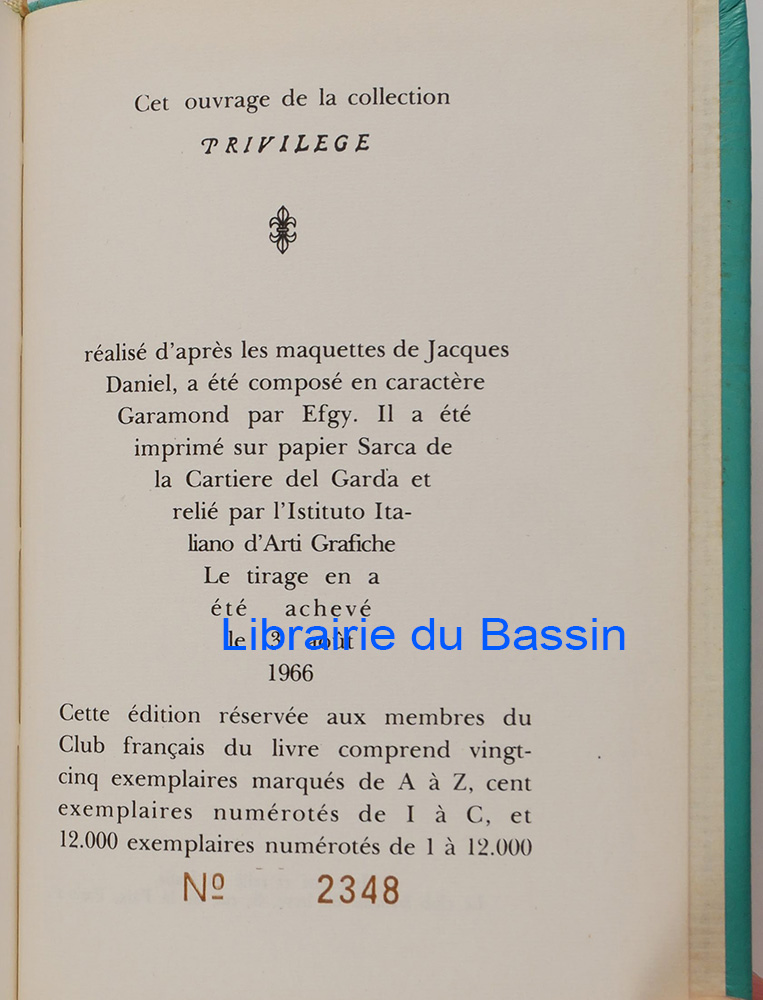 Cet ouvrage de la collection
PRIVILEGE
réalisé d'après les maquettes de Jacques
Daniel, a été composé en caractère
Garamond par Efgy. Il a été
imprimé sur papier Sarca de
la Cartiere del Garda et
relié par l'Istituto Ita-
liano d'Arti Grafiche
Le tirage en a
été achevé
le août
Librairie du Bassin
1966
Cette édition réservée aux membres du
Club français du livre comprend vingt-
cinq exemplaires marqués de A à Z, cent
exemplaires numérotés de I à C, et
12.000 exemplaires numérotés de 1 à 12.000
Nº 2348